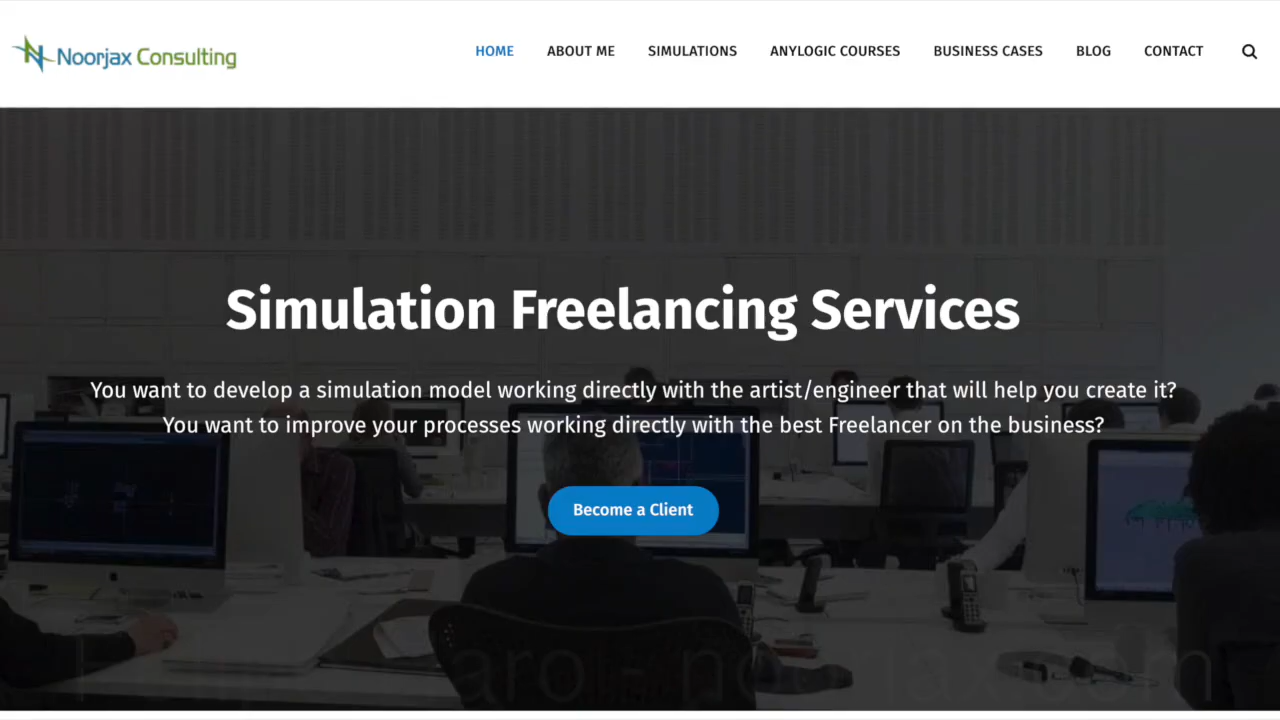 Noorjax Consulting
HOME ABOUT ME SIMULATIONS ANYLOGIC COURSES BUSINESS CASES BLOG CONTACT
Simulation Freelancing Services
You want to develop a simulation model working directly with the artist/engineer that will help you create it?
You want to improve your processes working directly with the best Freelancer on the business?
Become a Client